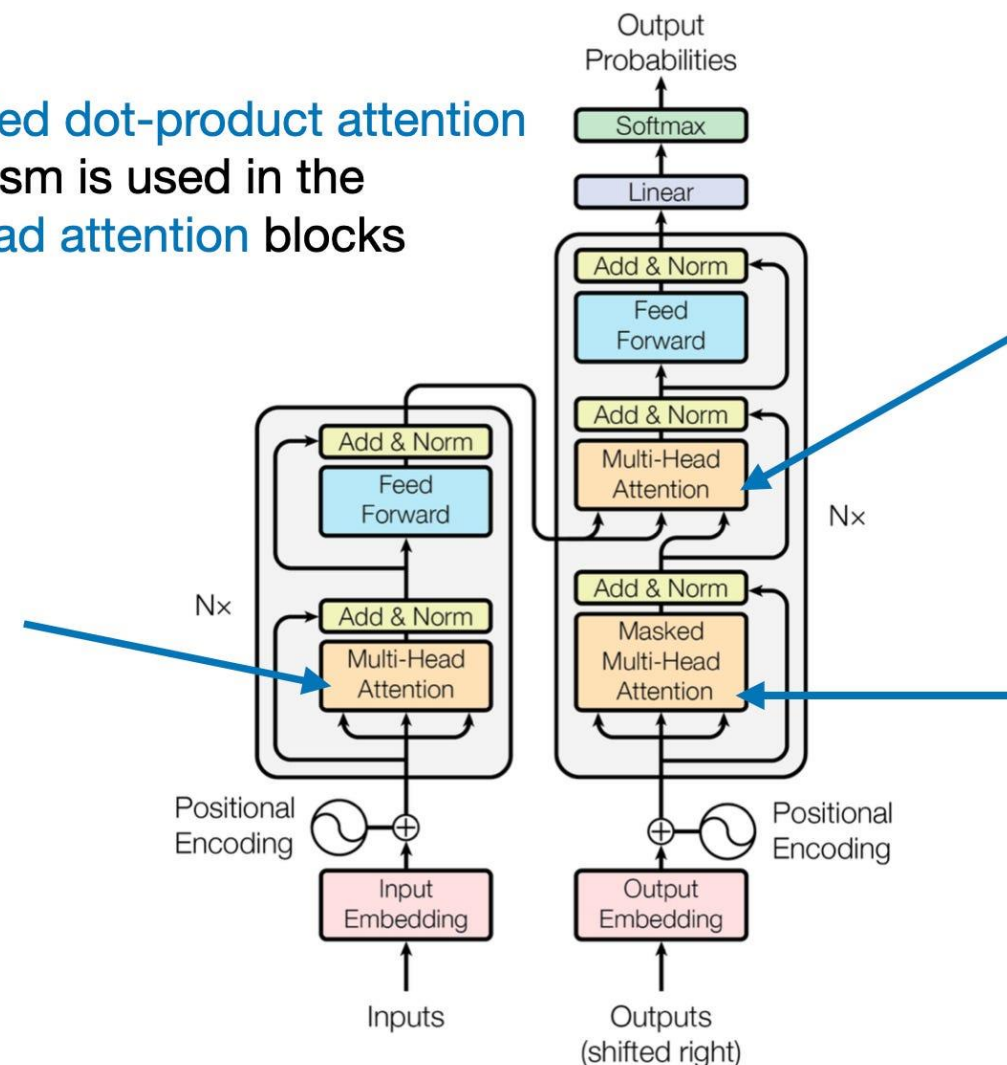 ed dot-product attention
ism is used in the
ad attention blocks
Output
Probabilities
Softmax
Linear
Add & Norm
Feed
Forward
Add & Norm
Multi-Head
Attention
Nx
Add & Norm
Masked
Multi-Head
Attention
Add & Norm
Feed
Forward
Nx
Add & Norm
Multi-Head
Attention
Positional
Encoding
Positional
Encoding
Input
Embedding
Output
Embedding
Inputs
Outputs
(shifted right)